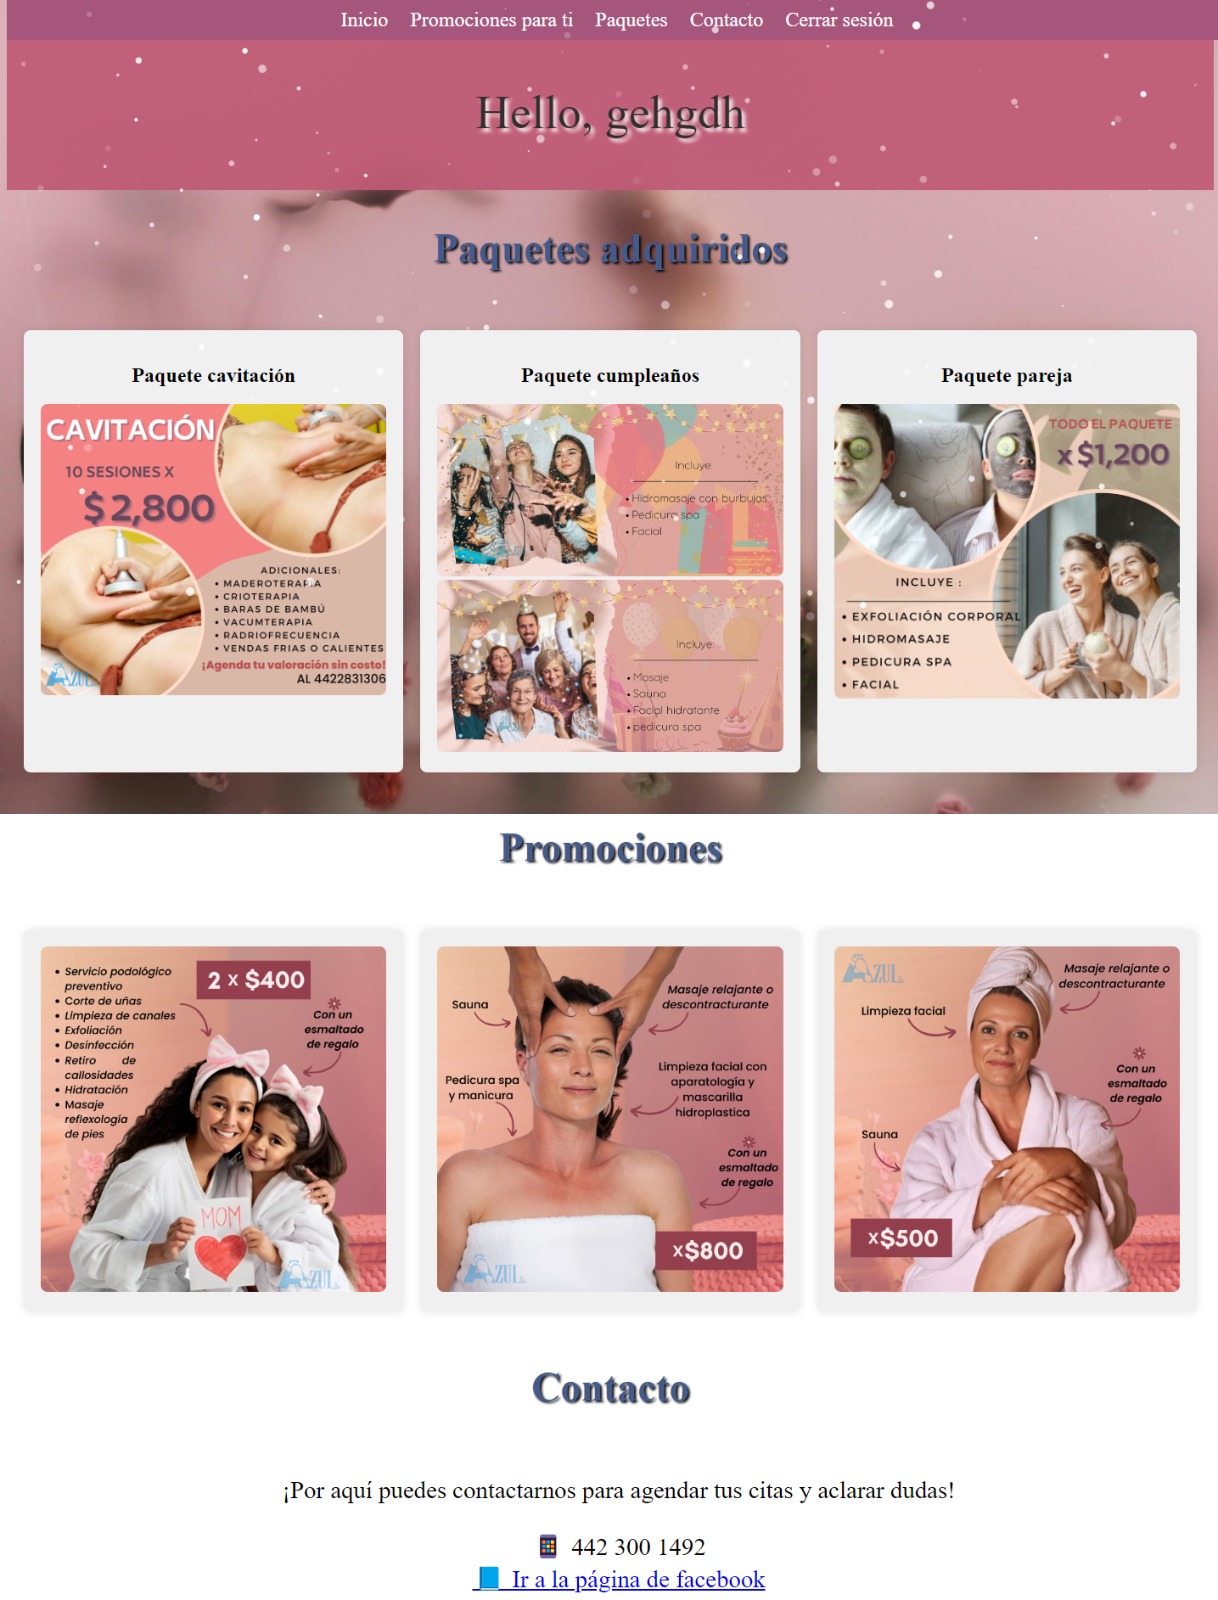 Inicio Promociones para ti Paquetes Contacto Cerrar sesión
Hello, gehgdh
Paquetes adquiridos
Paquete cavitación
CAVITACIÓN
10 SESIONES X
$ 2,800
ADICIONALES:
• MADEROTERAPIA
• CRIOTERAPIA
• BARAS DE BAMBÚ
• VACUMTERAPIA
• RADRIOFRECUENCIA
• VENDAS FRIAS O CALIENTES
¡Agenda tu valoración sin costo!
AL 4422831306
AZUL
Paquete cumpleaños
Incluye:
• Hidromasaje con burbujas
• Pedicura spa
• Facial
AZUL
Incluye:
• Masaje
• Sauna
• Facial hidratante
• pedicura spa
AZUL
Paquete pareja
TODO EL PAQUETE
x $1,200
INCLUYE :
• EXFOLIACIÓN CORPORAL
• HIDROMASAJE
• PEDICURA SPA
• FACIAL
Promociones
• Servicio podológico
preventivo
• Corte de uñas
• Limpieza de canales
• Exfoliación
• Desinfección
• Retiro de
callosidades
• Hidratación
• Masaje
reflexología
de pies
2 x $400
Con un
esmaltado
de regalo
MOM
AZUL
Sauna
Masaje relajante o
descontracturante
Pedicura spa
y manicura
Limpieza facial con
aparatología y
mascarilla
hidroplastica
Con un
esmaltado
de regalo
x$800
AZUL
AZUL
Masaje relajante o
descontracturante
Limpieza facial
Con un
esmaltado
de regalo
Sauna
x$500
Contacto
¡Por aquí puedes contactarnos para agendar tus citas y aclarar dudas!
442 300 1492
Ir a la página de facebook